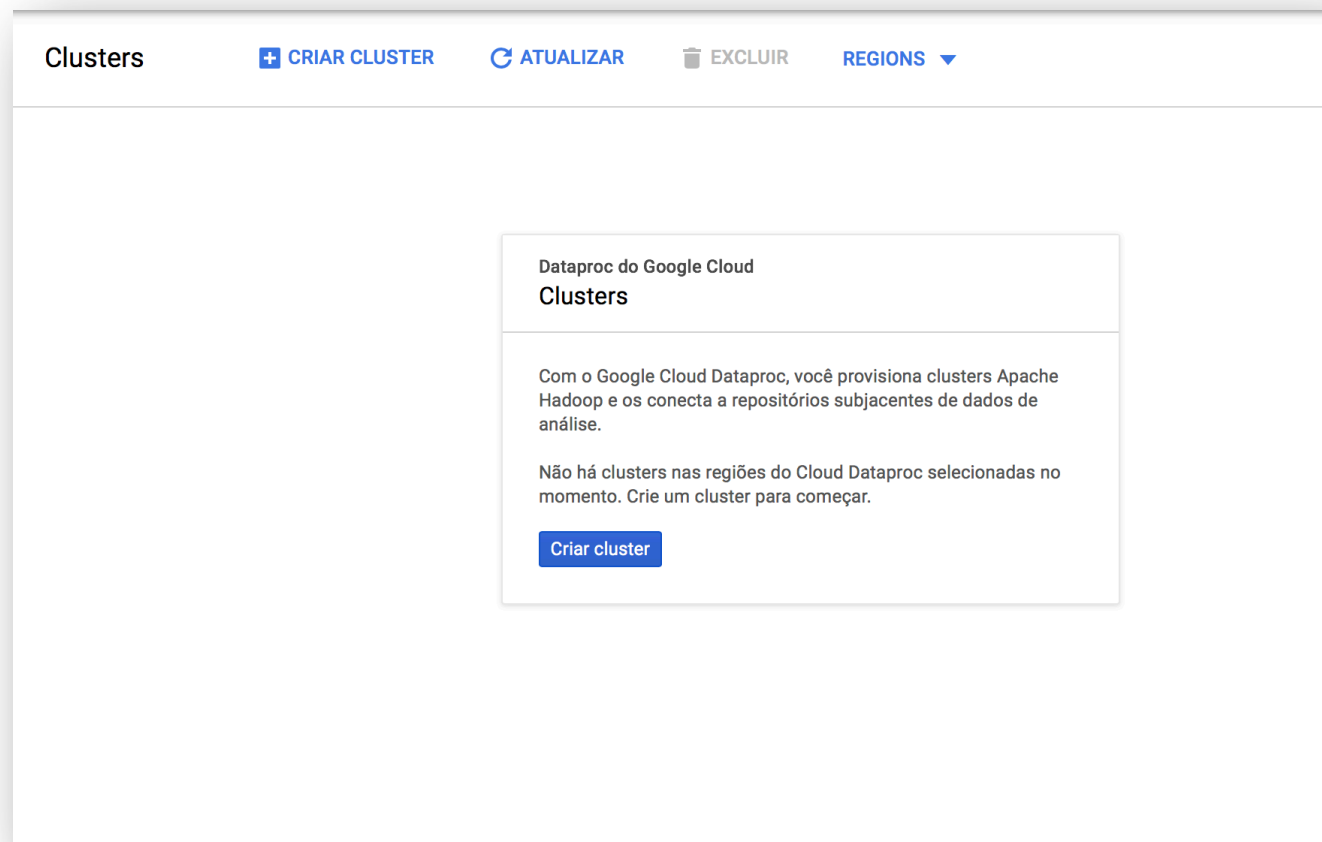 Clusters
CRIAR CLUSTER
ATUALIZAR
EXCLUIR
REGIONS
Dataproc do Google Cloud
Clusters
Com o Google Cloud Dataproc, você provisiona clusters Apache
Hadoop e os conecta a repositórios subjacentes de dados de
análise.
Não há clusters nas regiões do Cloud Dataproc selecionadas no
momento. Crie um cluster para começar.
Criar cluster